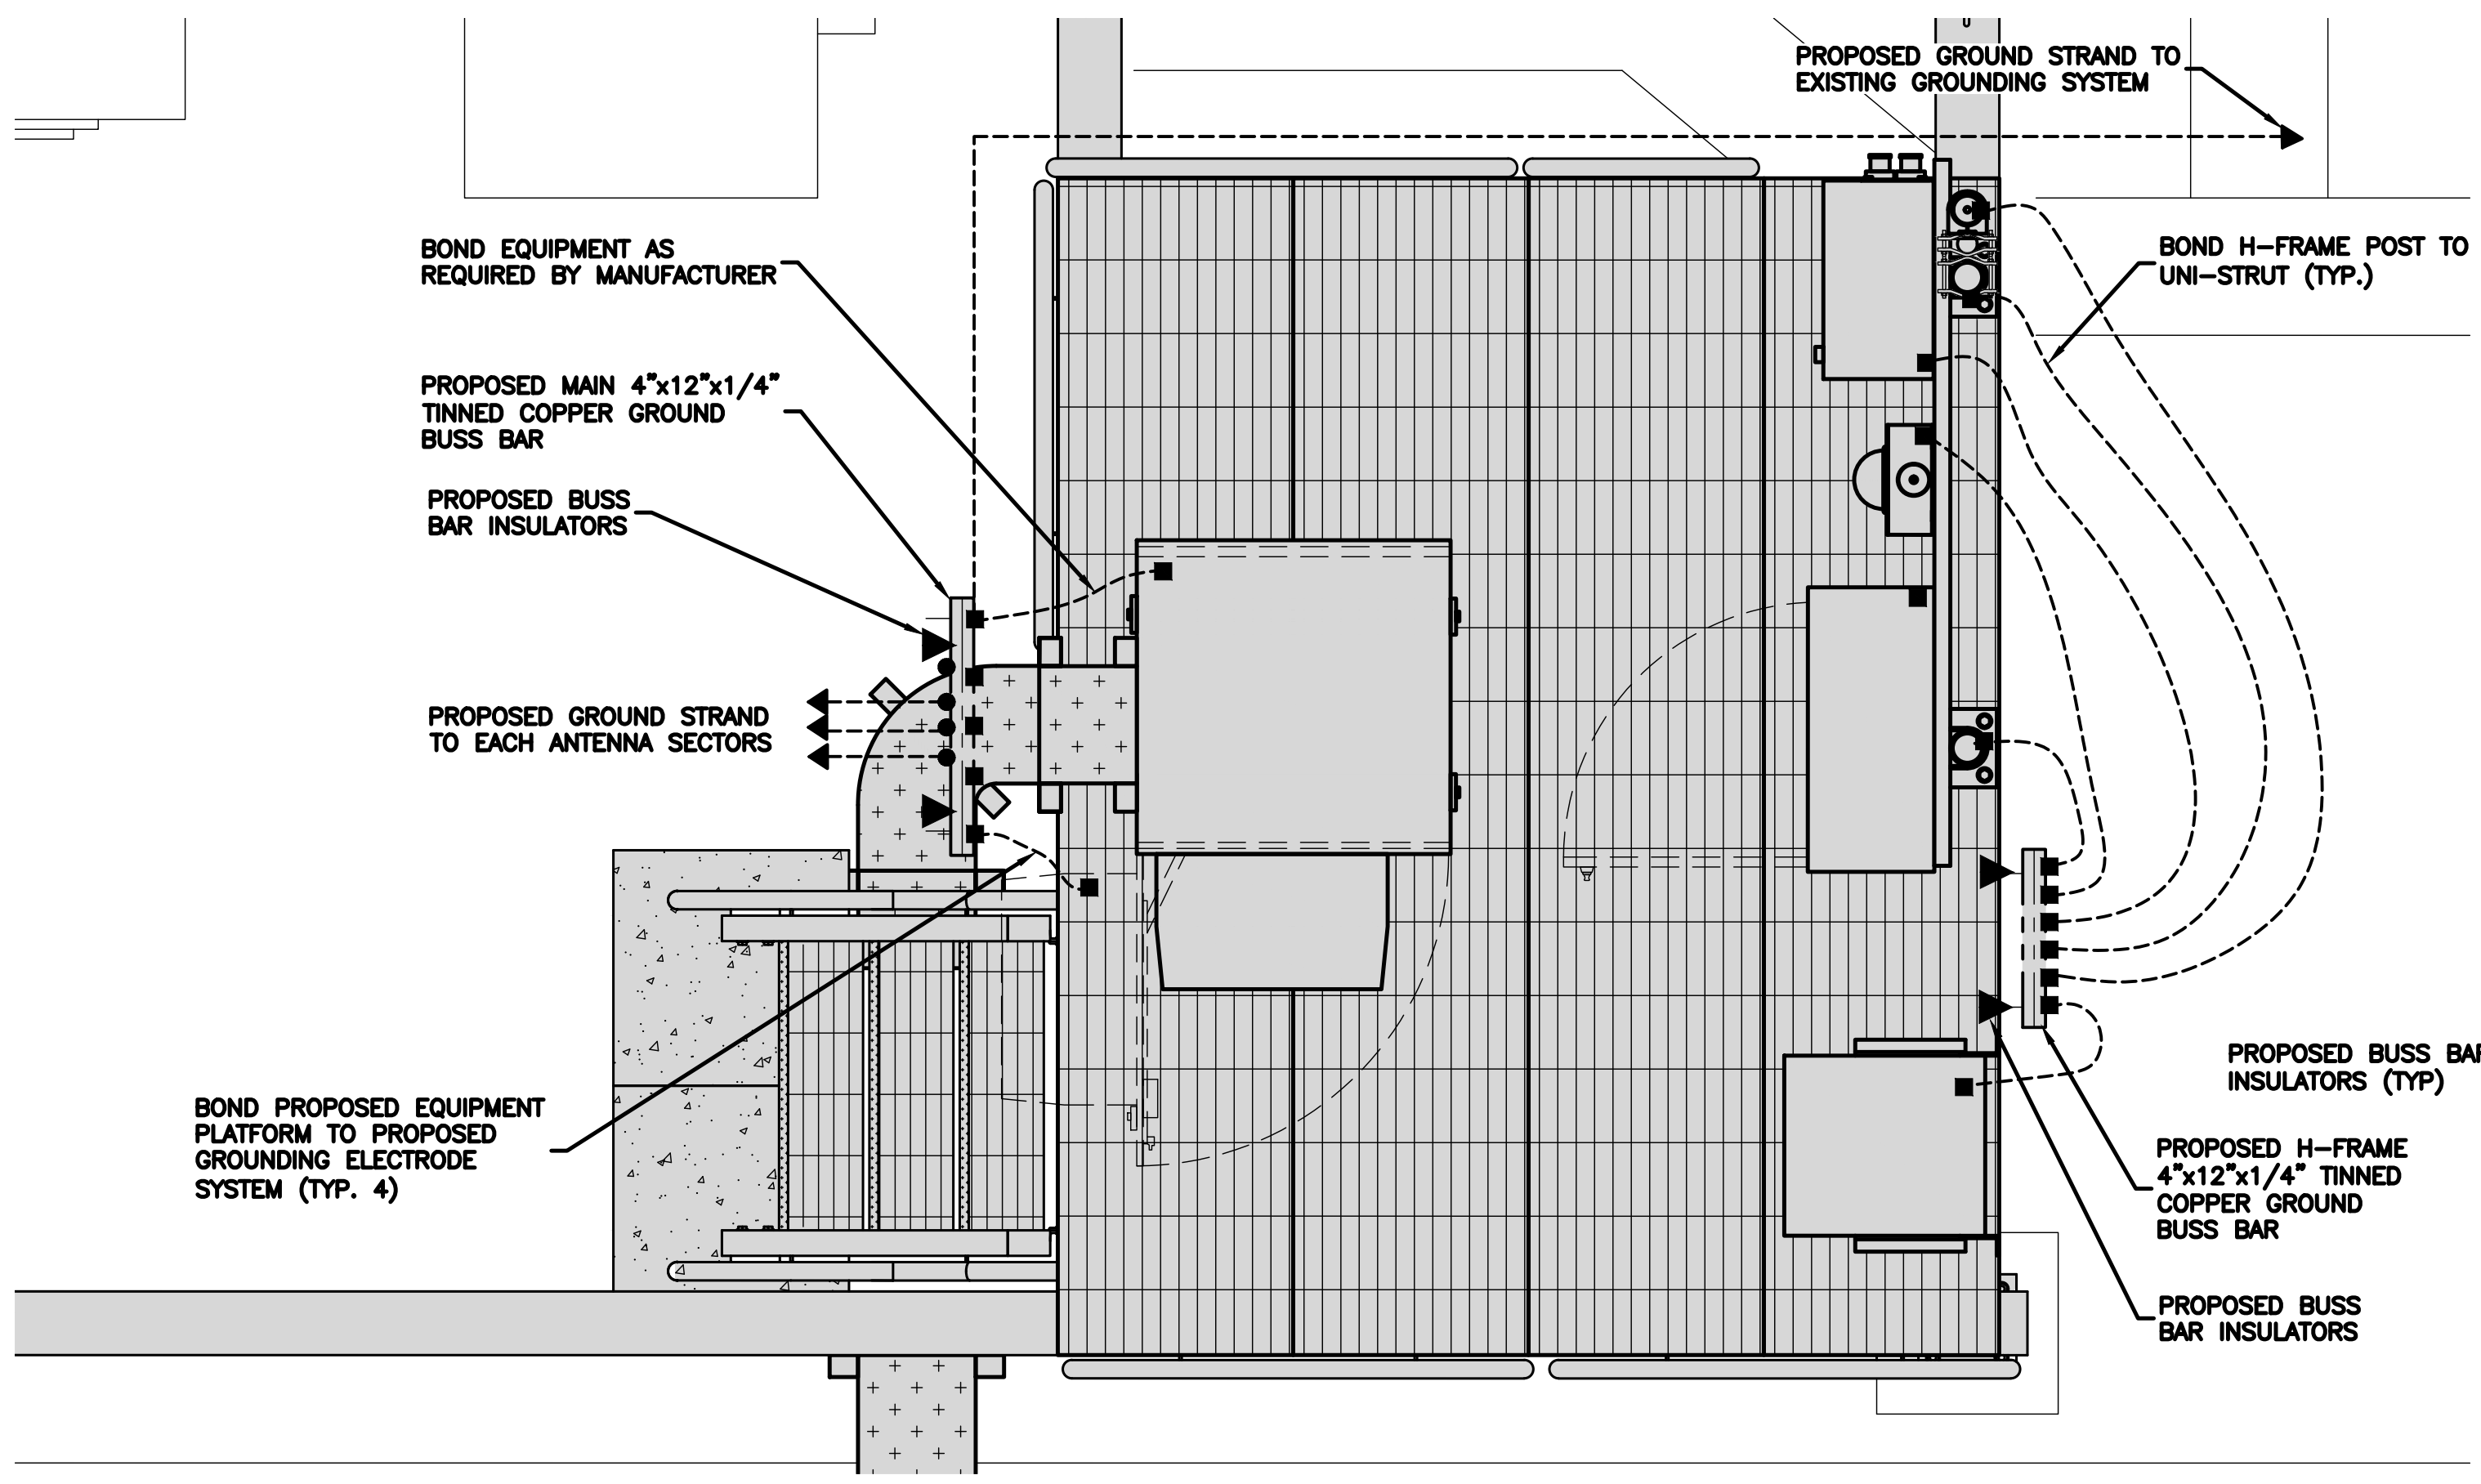 PROPOSED GROUND STRAND TO
EXISTING GROUNDING SYSTEM
BOND EQUIPMENT AS
REQUIRED BY MANUFACTURER
BOND H-FRAME POST TO
UNI-STRUT (TYP.)
PROPOSED MAIN 4"x12"x1/4"
TINNED COPPER GROUND
BUSS BAR
PROPOSED BUSS
BAR INSULATORS
PROPOSED GROUND STRAND
TO EACH ANTENNA SECTORS
BOND PROPOSED EQUIPMENT
PLATFORM TO PROPOSED
GROUNDING ELECTRODE
SYSTEM (TYP. 4)
PROPOSED BUSS BAR
INSULATORS (TYP)
PROPOSED H-FRAME
4"x12"x1/4" TINNED
COPPER GROUND
BUSS BAR
PROPOSED BUSS
BAR INSULATORS